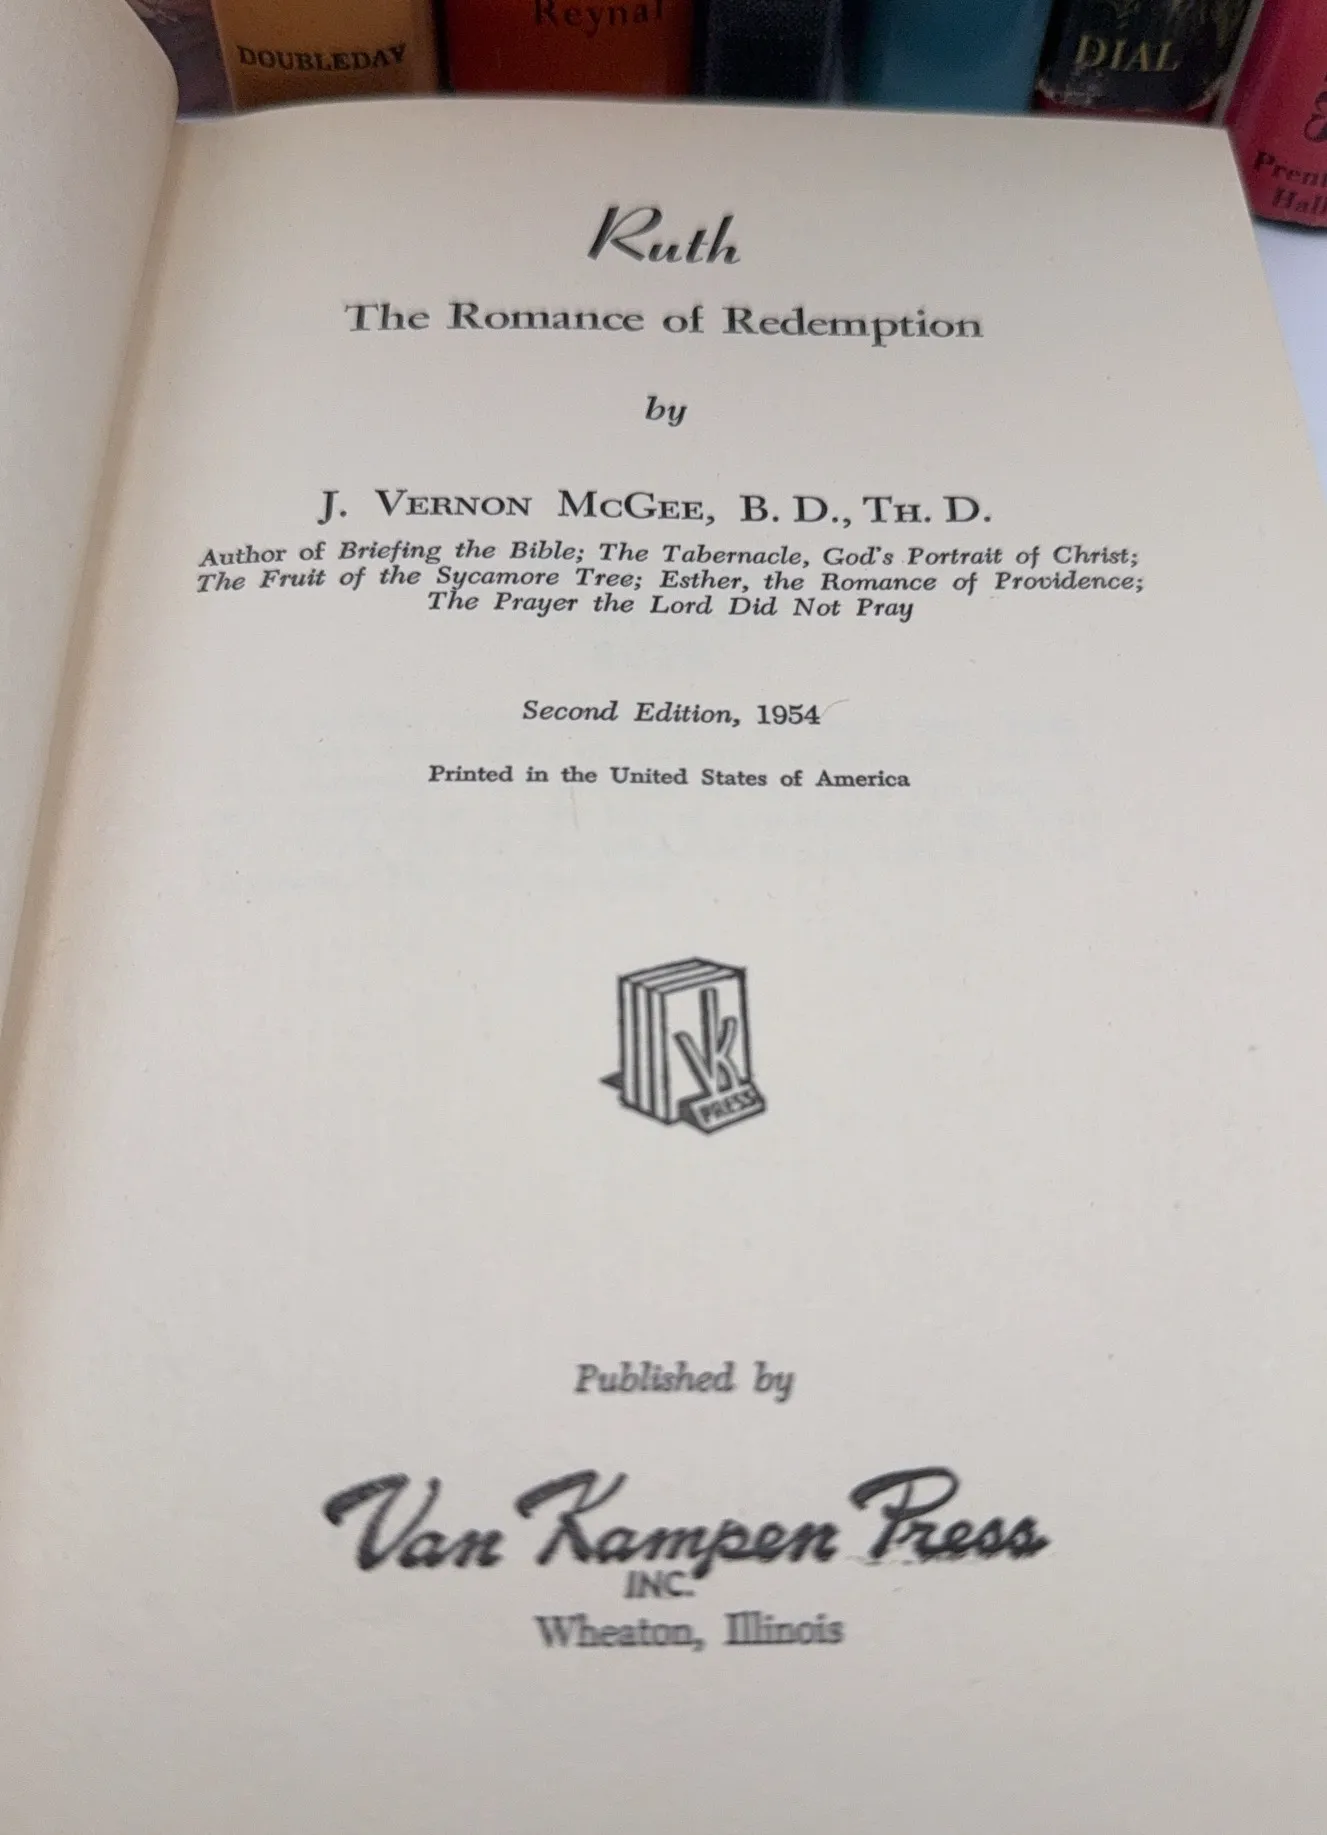 DOUBLEDAY
Reynal
DIAL
Hall
Ruth
The Romance of Redemption
by
J. VERNON MCGEE, B. D., TH. D.
Author of Briefing the Bible; The Tabernacle, God's Portrait of Christ;
The Fruit of the Sycamore Tree; Esther, the Romance of Providence;
The Prayer the Lord Did Not Pray
Second Edition, 1954
Printed in the United States of America
VK
PRESS
Published by
Van Kampen Press
INC.
Wheaton, Illinois